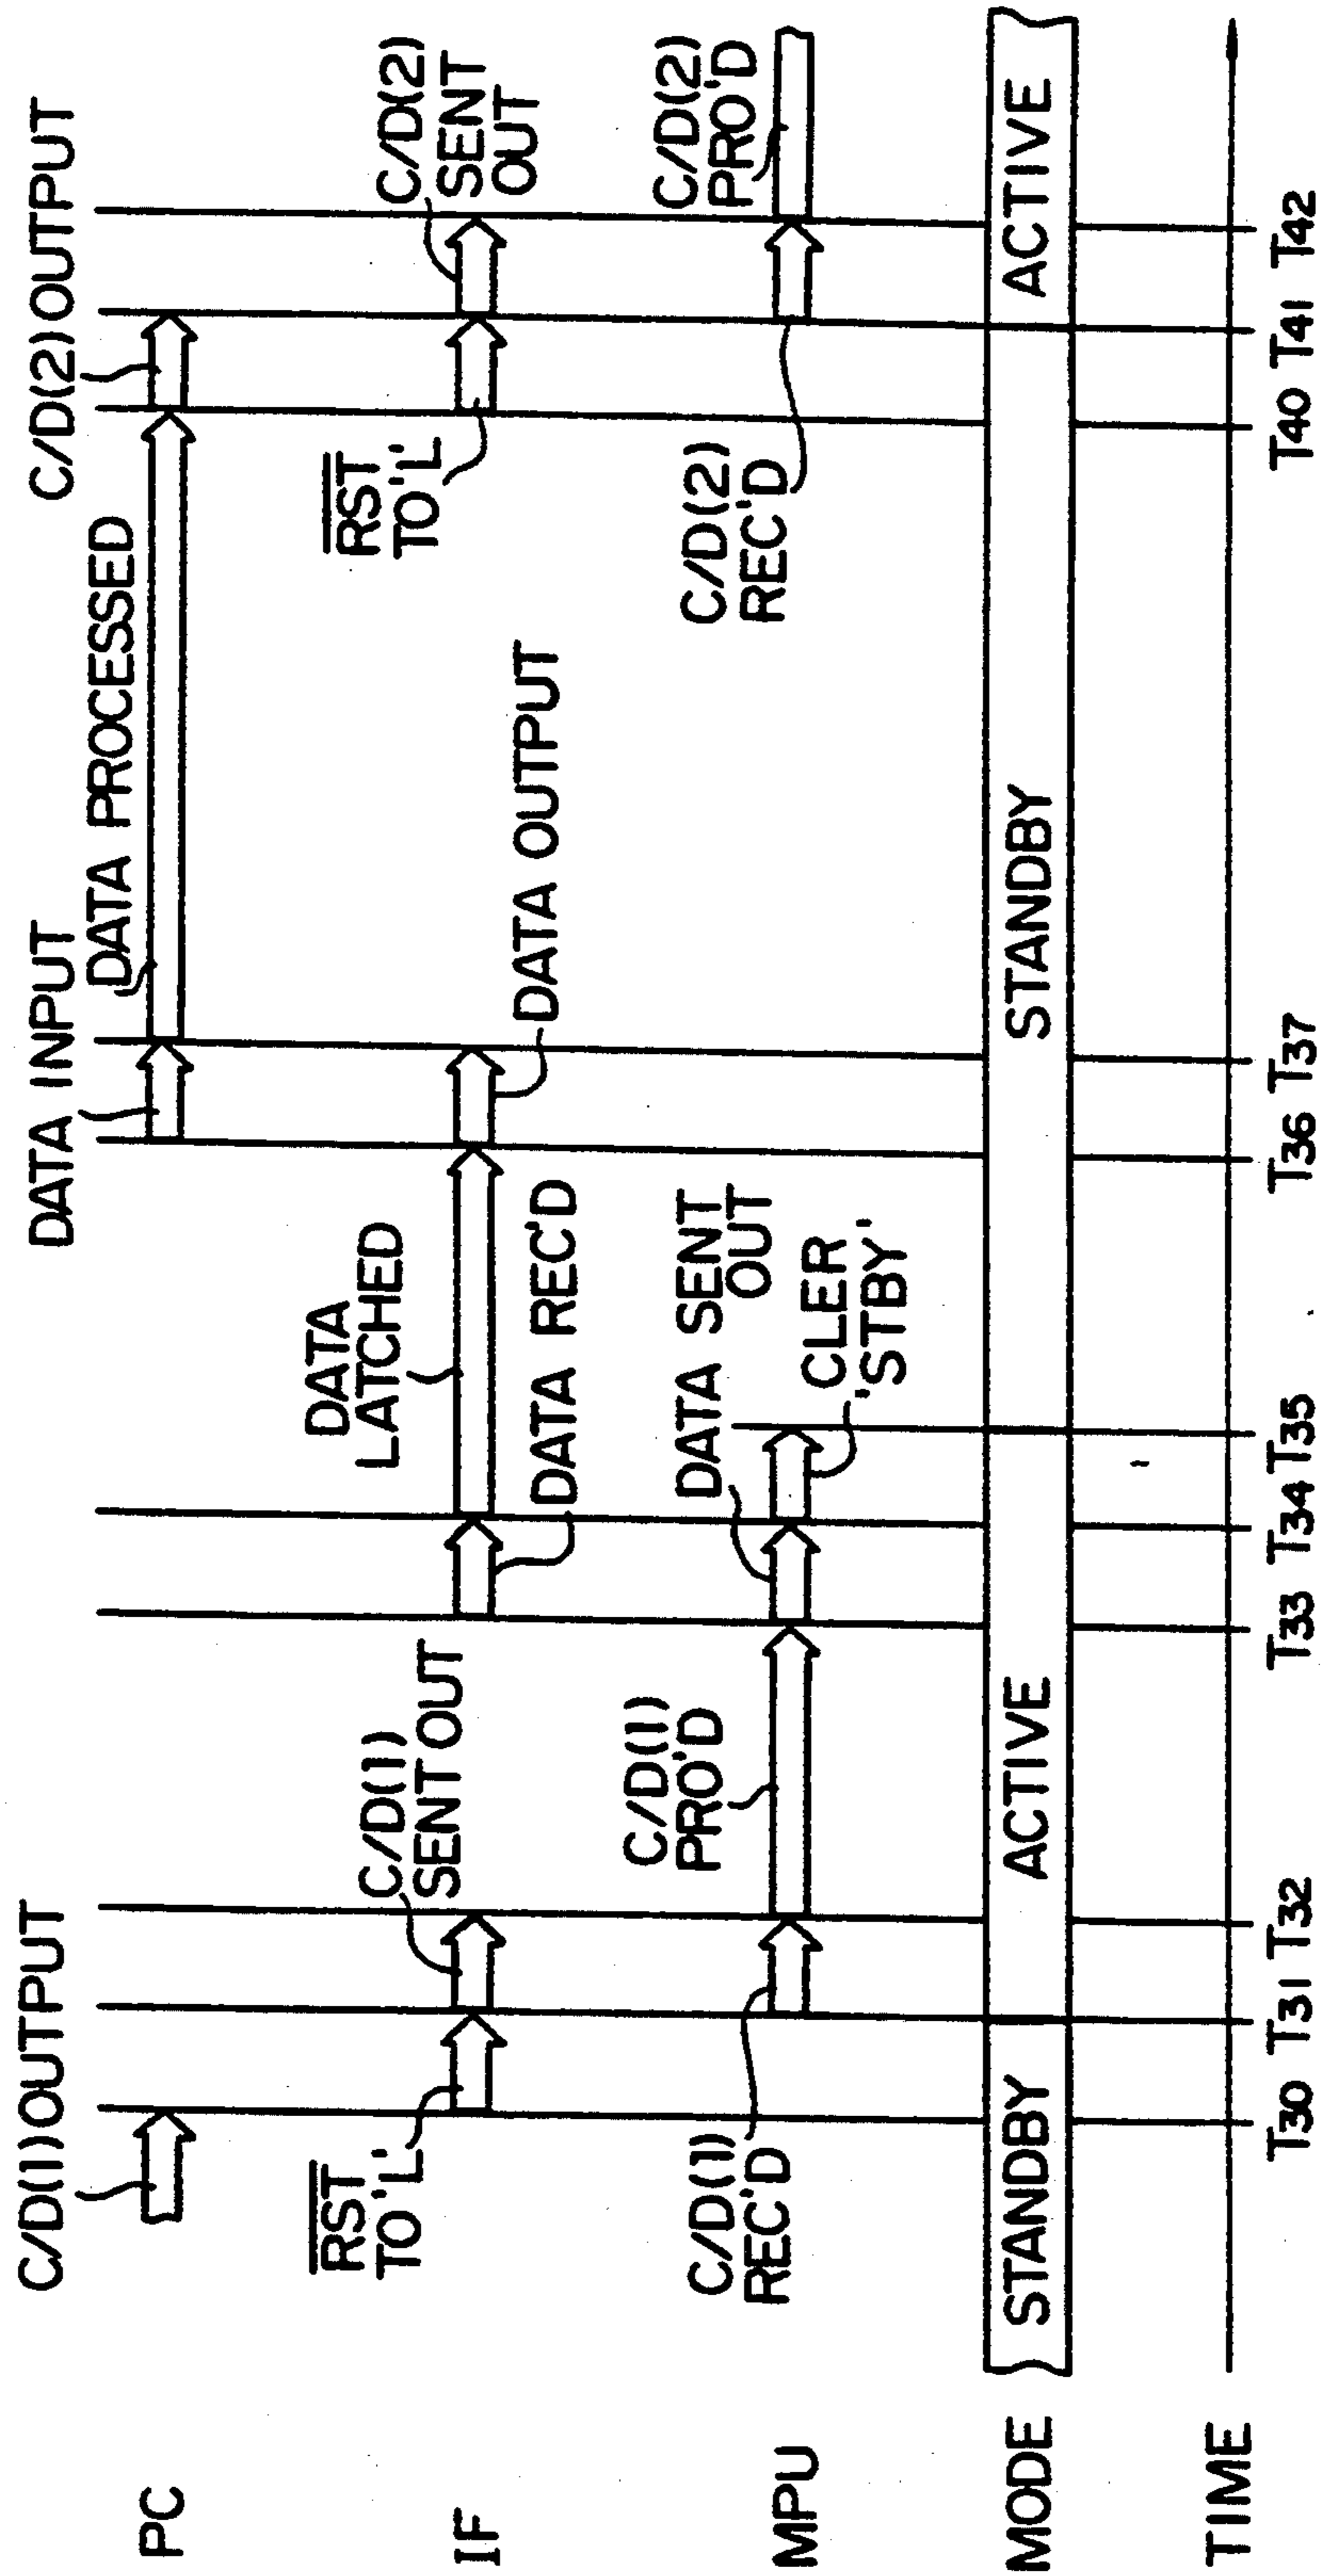 PC
C/D(1) OUTPUT
DATA INPUT
DATA PROCESSED
C/D(2) OUTPUT
IF
RST
TO 'L'
C/D(1)
SENT OUT
DATA
LATCHED
DATA REC'D
DATA OUTPUT
RST
TO 'L'
C/D(2)
SENT
OUT
MPU
C/D(1)
REC'D
C/D(1)
PRO'D
DATA SENT
OUT
CLER
'STBY'
C/D(2)
REC'D
C/D(2)
PRO'D
MODE
STANDBY
ACTIVE
STANDBY
ACTIVE
TIME
T30 T31 T32 T33 T34 T35 T36 T37 T40 T41 T42